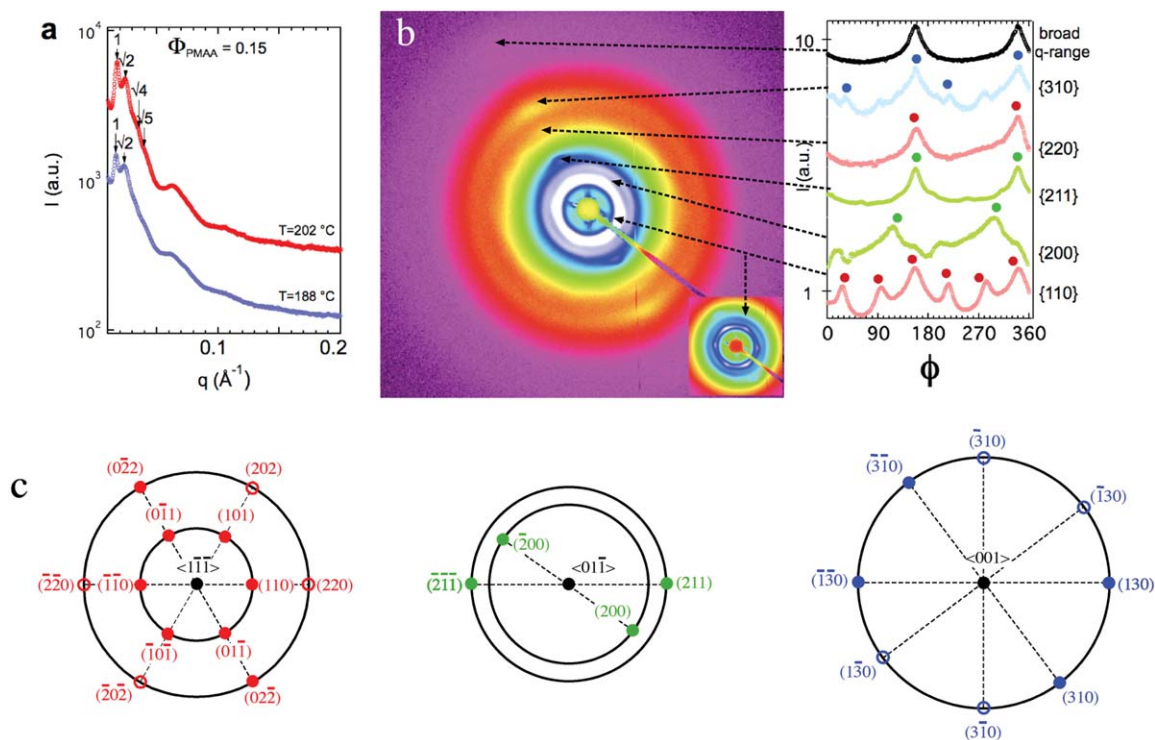 a
10⁴
10³
10²
I (a.u.)
Φ_PMAA = 0.15
1
√2
√4
√5
1
√2
T=202 °C
T=188 °C
0.1
0.2
q (Å⁻¹)
b
10
1
I (a.u.)
broad
q-range
{310}
{220}
{211}
{200}
{110}
0 90 180 270 360
ϕ
c
(02̅2) (202)
(01̅1) (101)
<11̅1̅>
(2̅2̅0) (1̅1̅0) (110) (220)
(1̅01̅) (011̅)
(2̅02̅) (022̅)
(2̅00)
<011̅>
(2̅1̅1̅) (211)
(200)
(3̅10)
(3̅1̅0)
(1̅30)
<001>
(1̅3̅0) (130)
(13̅0)
(310)
(31̅0)